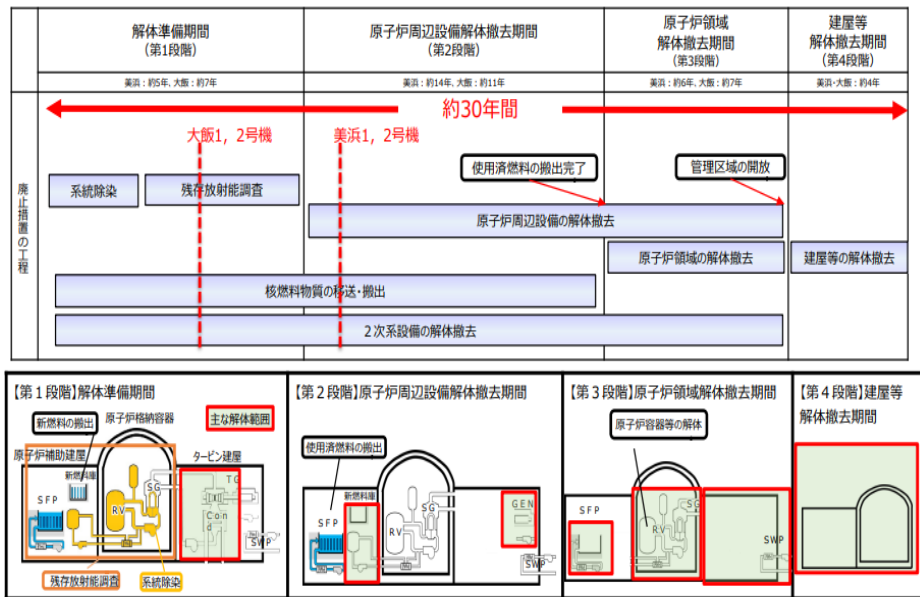 解体準備期間
(第1段階)
原子炉周辺設備解体撤去期間
(第2段階)
原子炉領域
解体撤去期間
(第3段階)
建屋等
解体撤去期間
(第4段階)
美浜：約5年、大飯：約7年
美浜：約14年、大飯：約11年
美浜：約6年、大飯：約7年
美浜・大飯：約4年
約30年間
大飯1，2号機
美浜1，2号機
廃止措置の工程
使用済燃料の搬出完了
管理区域の開放
系統除染
残存放射能調査
原子炉周辺設備の解体撤去
原子炉領域の解体撤去
建屋等の解体撤去
核燃料物質の移送・搬出
２次系設備の解体撤去
【第１段階】解体準備期間
新燃料の搬出
原子炉格納容器
主な解体範囲
原子炉補助建屋
タービン建屋
新燃料庫
SFP
SG
RV
TG
Con
d
SWP
残存放射能調査
系統除染
【第２段階】原子炉周辺設備解体撤去期間
使用済燃料の搬出
新燃料庫
SFP
SG
RV
GEN
SWP
【第３段階】原子炉領域解体撤去期間
原子炉容器等の解体
SFP
SG
RV
SWP
【第４段階】建屋等
解体撤去期間